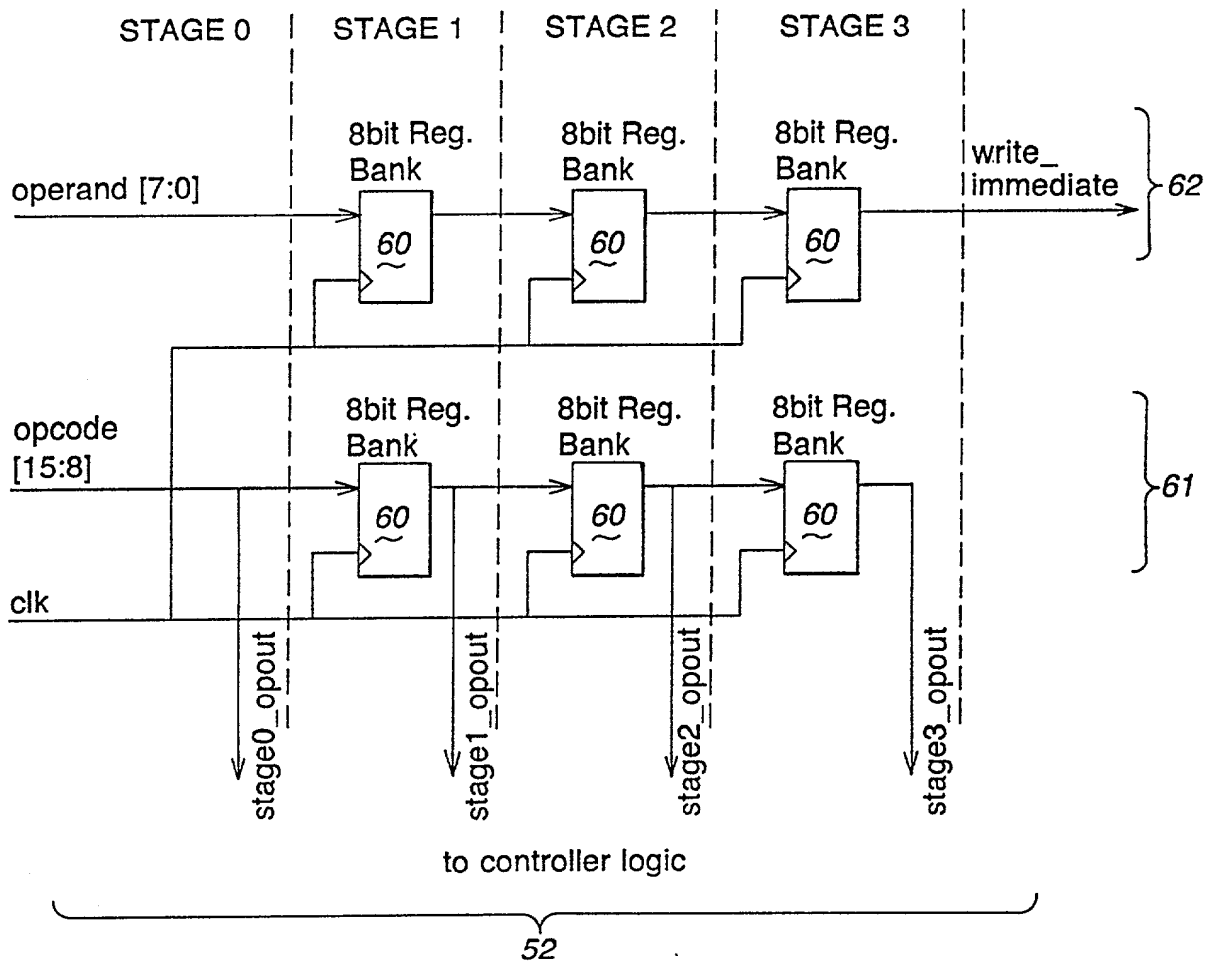 STAGE 0
STAGE 1
STAGE 2
STAGE 3
8bit Reg.
Bank
8bit Reg.
Bank
8bit Reg.
Bank
write_
immediate
operand [7:0]
60
60
60
62
8bit Reg.
Bank
8bit Reg.
Bank
8bit Reg.
Bank
opcode
[15:8]
60
60
60
61
clk
stage0_opout
stage1_opout
stage2_opout
stage3_opout
to controller logic
52